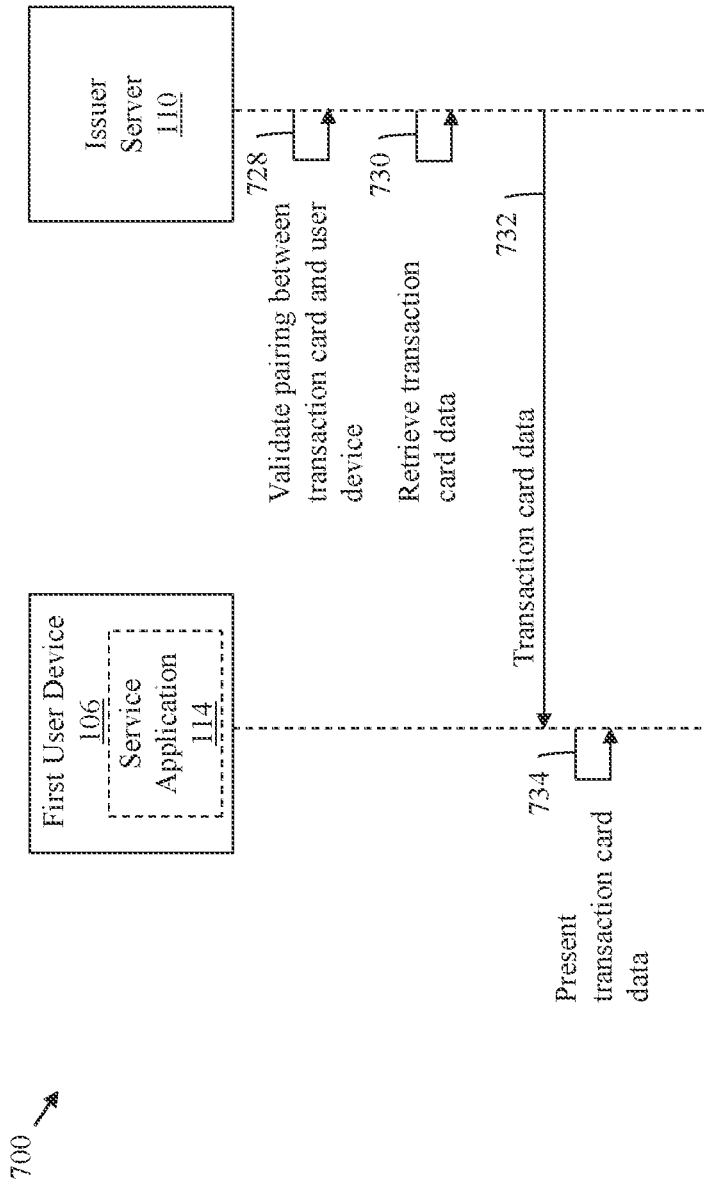 700
First User Device
106
Service
Application
114
Issuer
Server
110
728
Validate pairing between
transaction card and user
device
730
Retrieve transaction
card data
732
Transaction card data
734
Present
transaction card
data